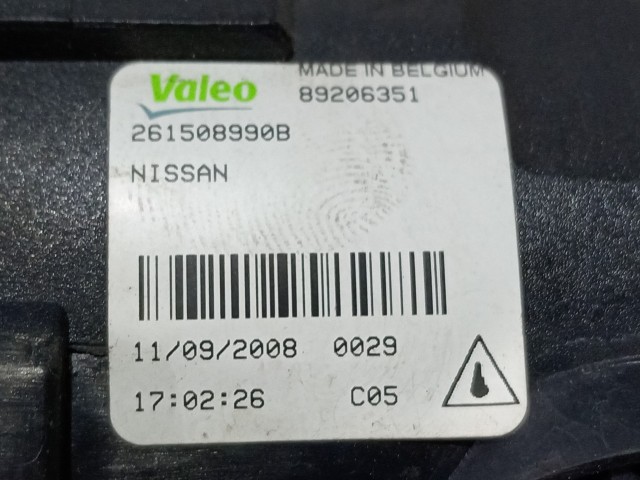 Valeo MADE IN BELGIUM
89206351
261508990B
NISSAN
11/09/2008 0029
17:02:26 C05